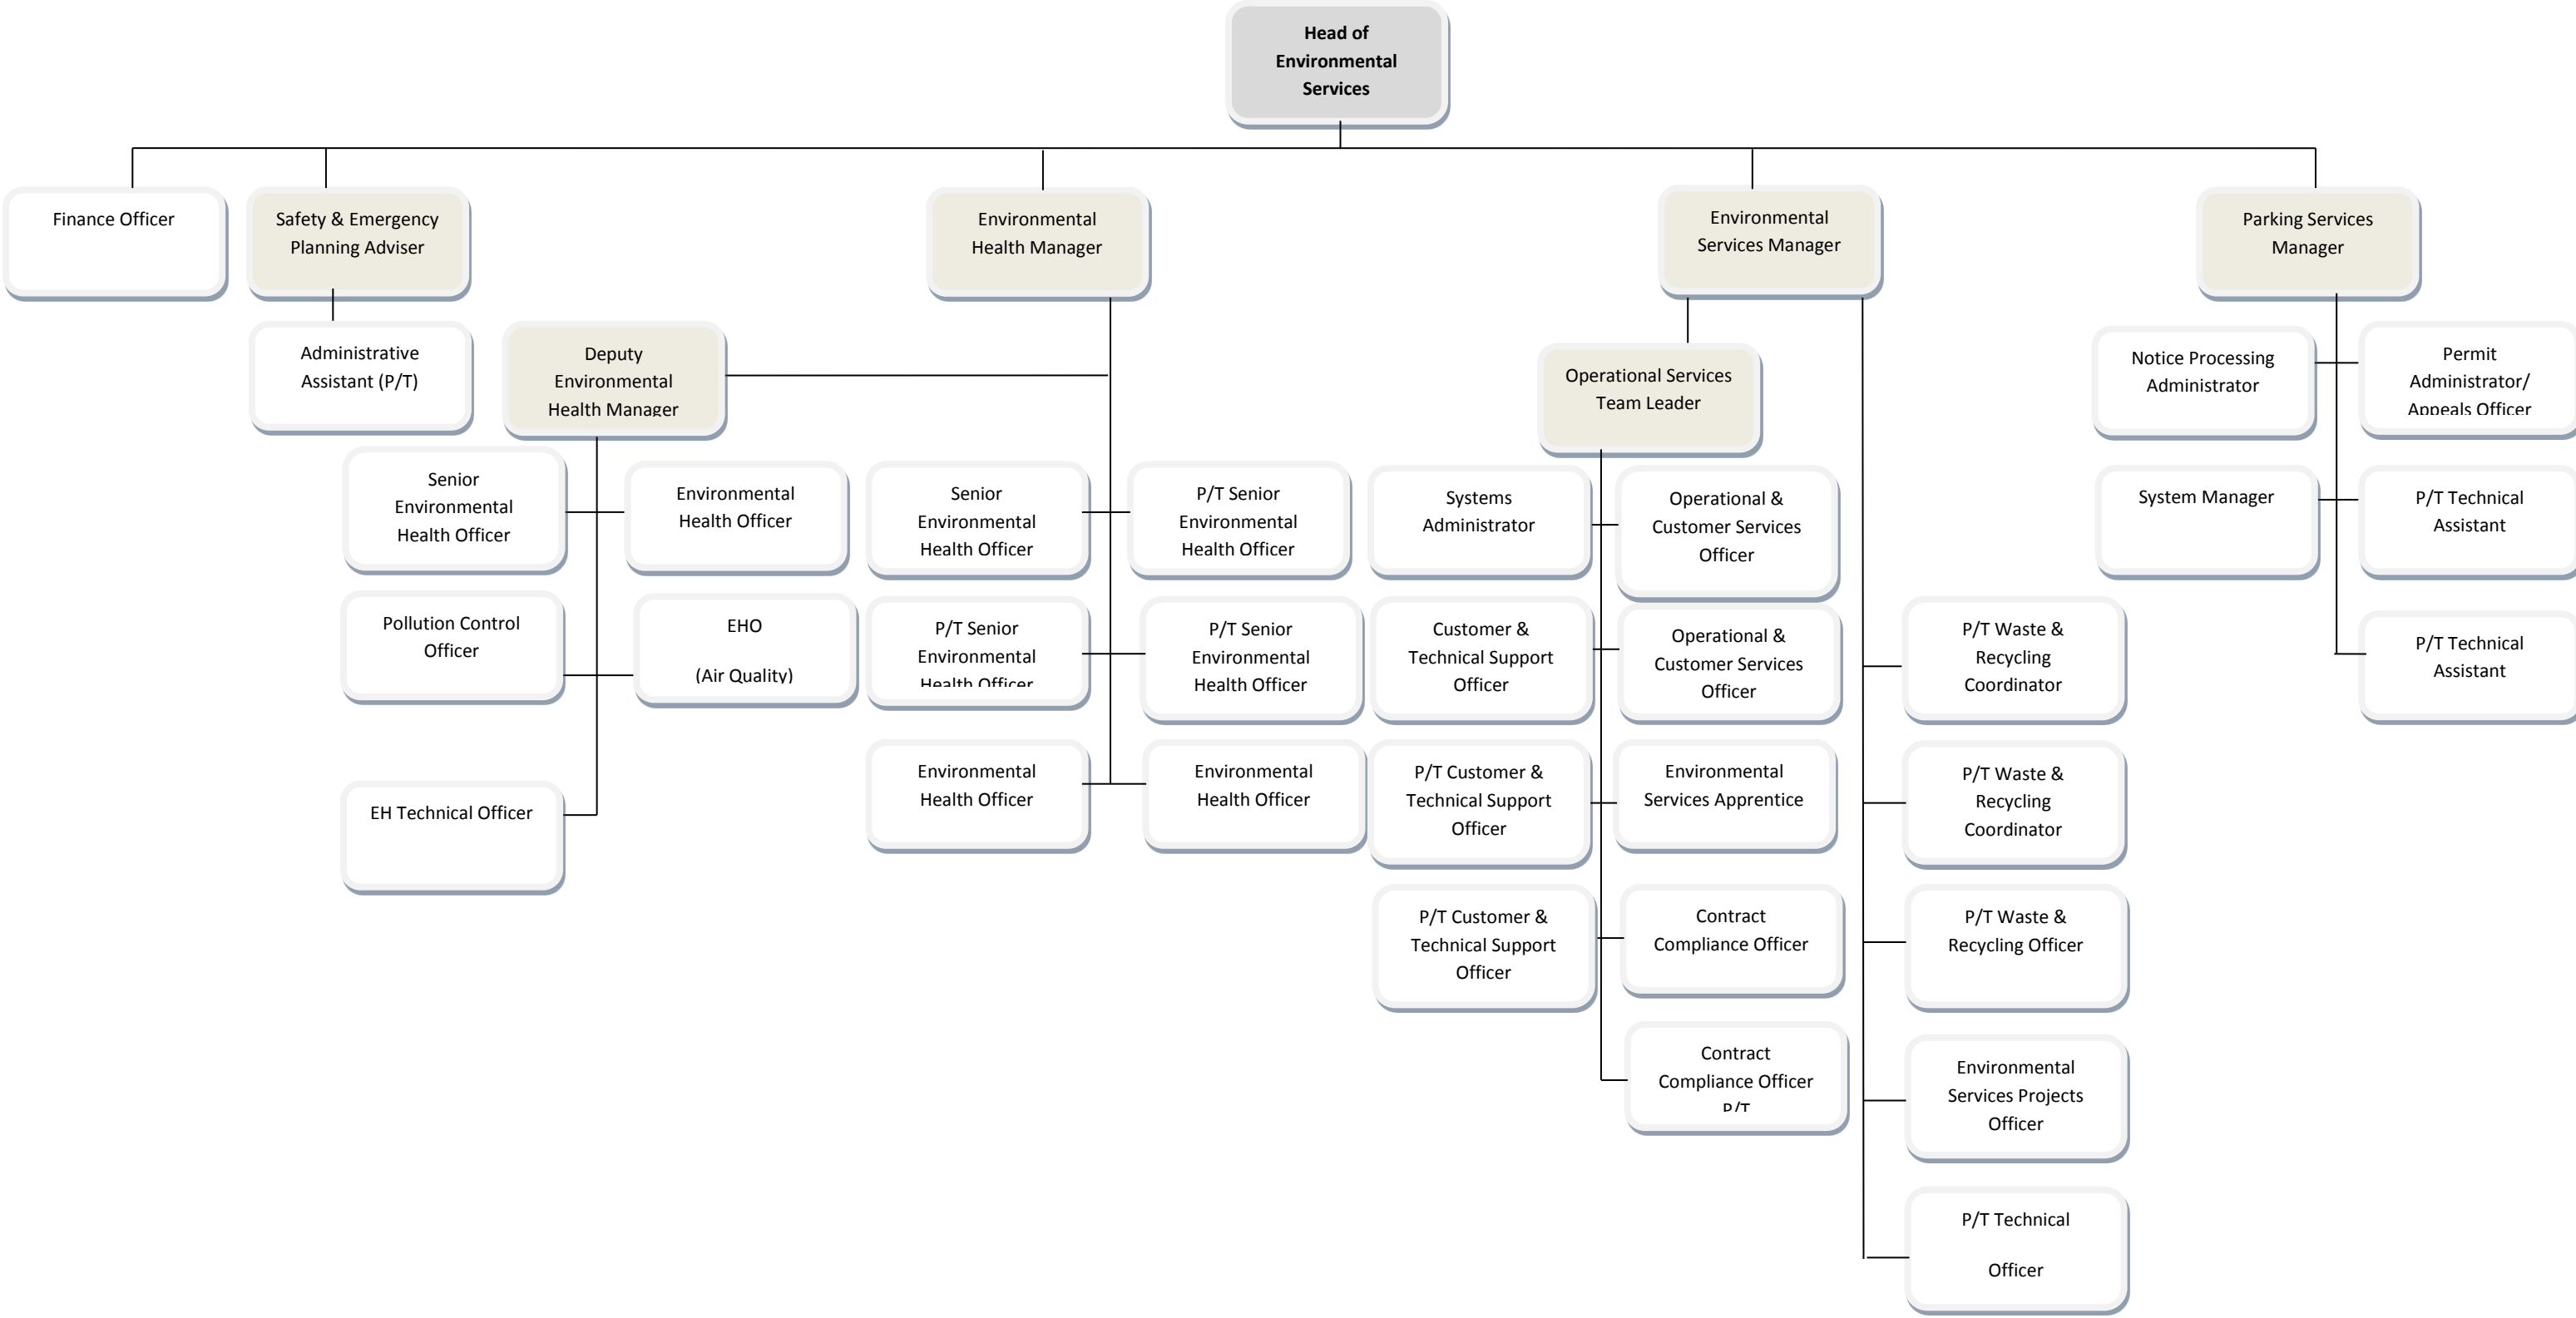 Head of
Environmental
Services
Finance Officer
Safety & Emergency
Planning Adviser
Environmental
Health Manager
Environmental
Services Manager
Parking Services
Manager
Administrative
Assistant (P/T)
Deputy
Environmental
Health Manager
Operational Services
Team Leader
Notice Processing
Administrator
Permit
Administrator/
Appeals Officer
Senior
Environmental
Health Officer
Environmental
Health Officer
Senior
Environmental
Health Officer
P/T Senior
Environmental
Health Officer
Systems
Administrator
Operational &
Customer Services
Officer
System Manager
P/T Technical
Assistant
Pollution Control
Officer
EHO
(Air Quality)
P/T Senior
Environmental
Health Officer
P/T Senior
Environmental
Health Officer
Customer &
Technical Support
Officer
Operational &
Customer Services
Officer
P/T Waste &
Recycling
Coordinator
P/T Technical
Assistant
EH Technical Officer
Environmental
Health Officer
Environmental
Health Officer
P/T Customer &
Technical Support
Officer
Environmental
Services Apprentice
P/T Waste &
Recycling
Coordinator
P/T Customer &
Technical Support
Officer
Contract
Compliance Officer
P/T Waste &
Recycling Officer
Contract
Compliance Officer
P/T
Environmental
Services Projects
Officer
P/T Technical
Officer